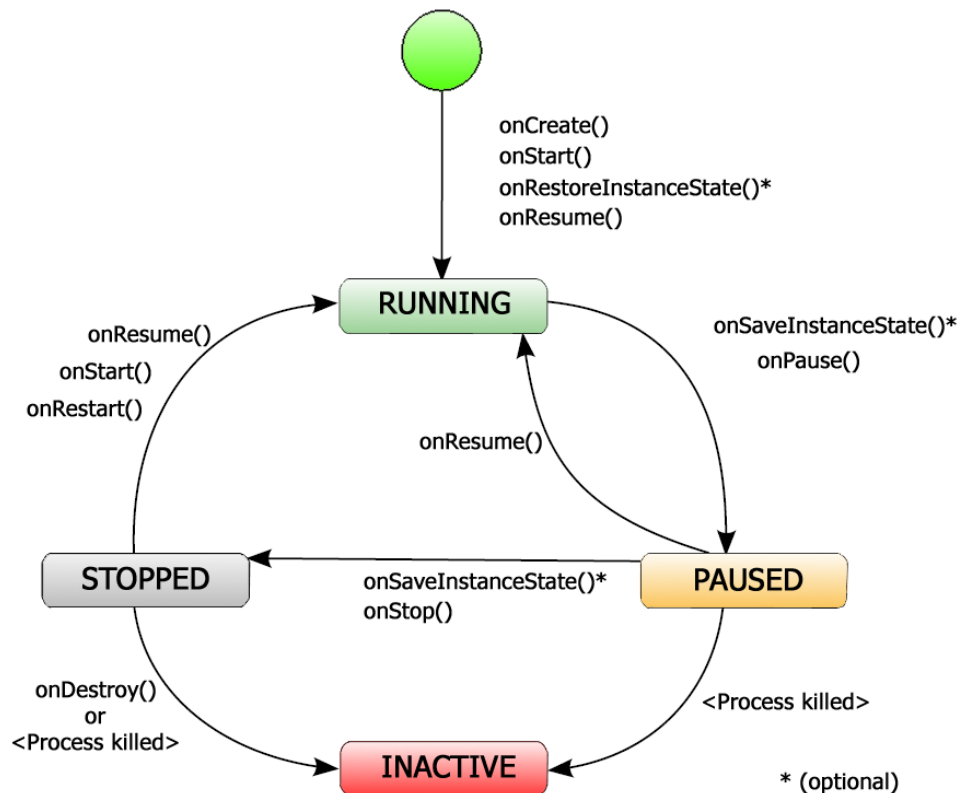 onCreate()
onStart()
onRestoreInstanceState()*
onResume()
RUNNING
onResume()
onStart()
onRestart()
onSaveInstanceState()*
onPause()
onResume()
STOPPED
PAUSED
onSaveInstanceState()*
onStop()
onDestroy()
or
<Process killed>
<Process killed>
INACTIVE
* (optional)